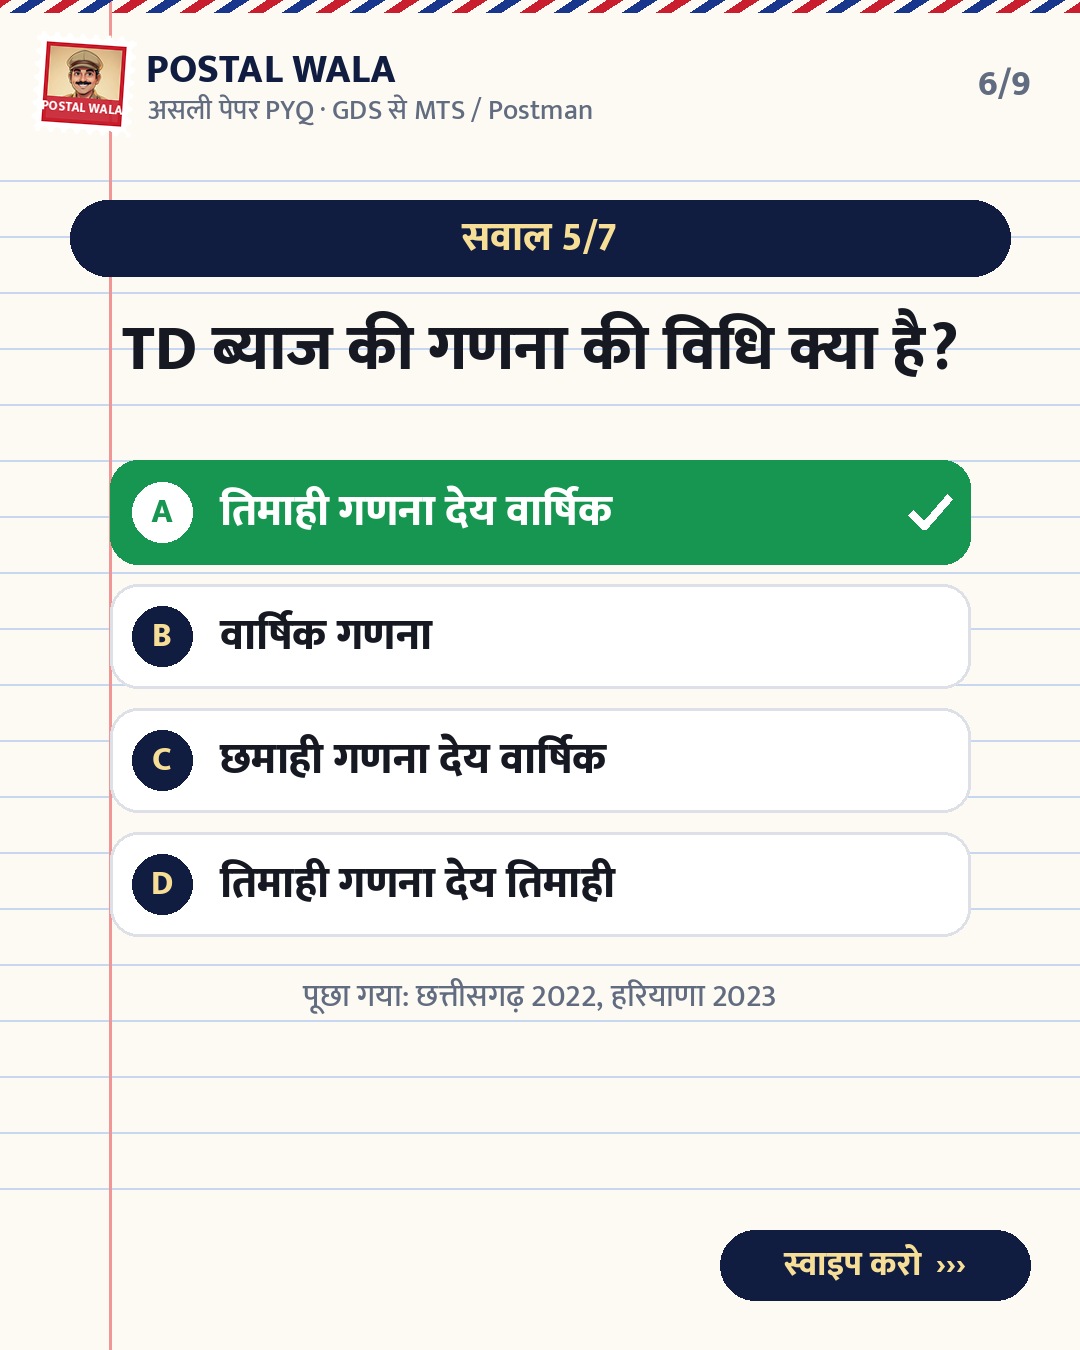 POSTAL WALA
POSTAL WALA
असली पेपर PYQ · GDS से MTS / Postman
6/9
सवाल 5/7
TD ब्याज की गणना की विधि क्या है?
A तिमाही गणना देय वार्षिक
B वार्षिक गणना
C छमाही गणना देय वार्षिक
D तिमाही गणना देय तिमाही
पूछा गया: छत्तीसगढ़ 2022, हरियाणा 2023
स्वाइप करो ›››